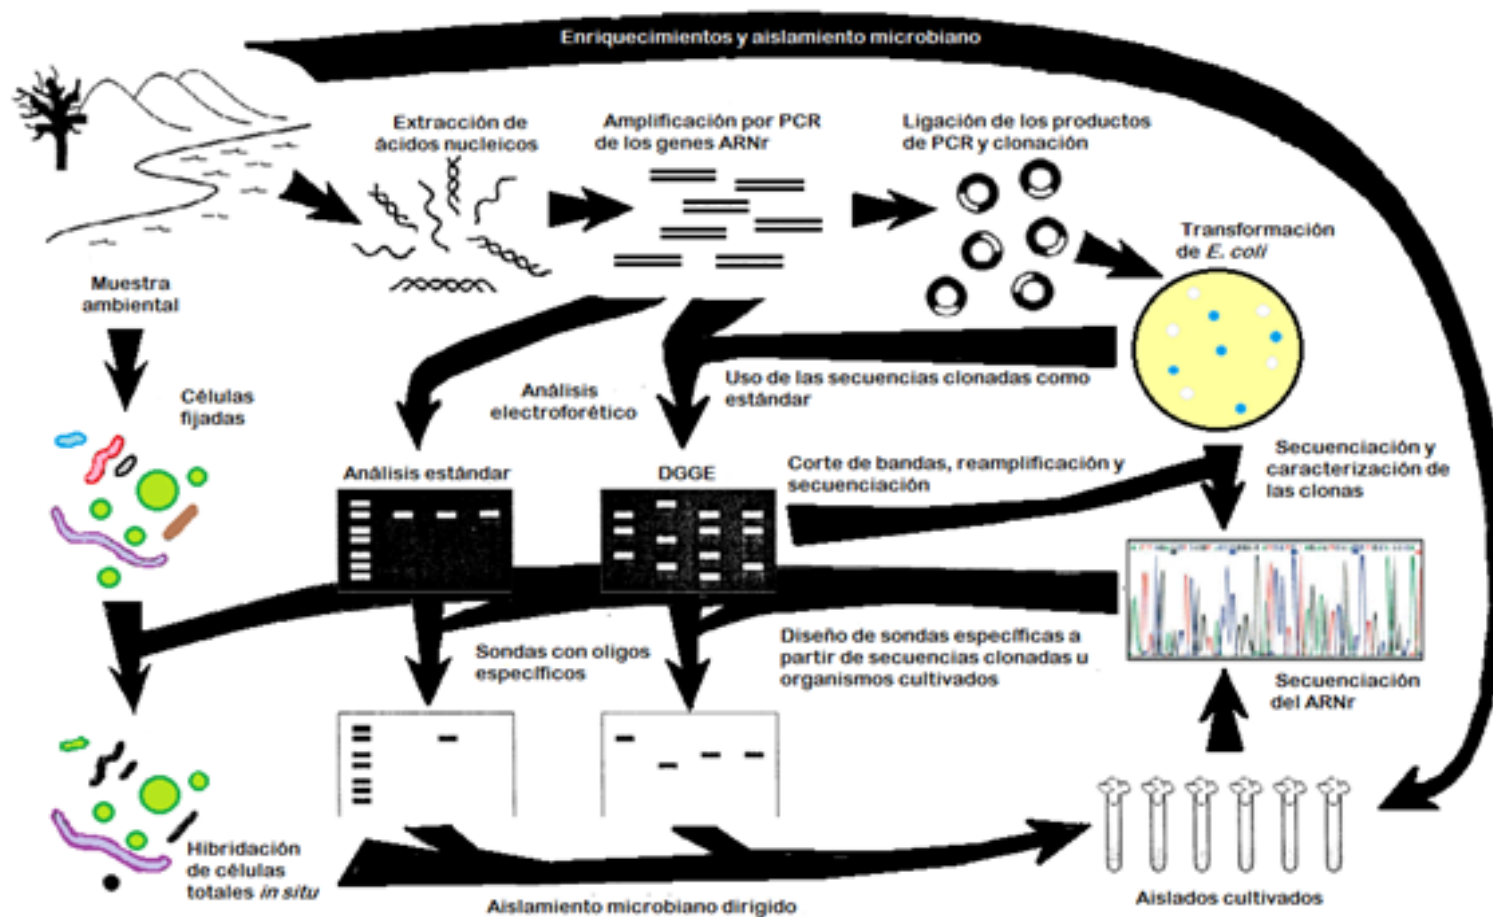 Enriquecimientos y aislamiento microbiano
Extracción de
ácidos nucleicos
Amplificación por PCR
de los genes ARNr
Ligación de los productos
de PCR y clonación
Transformación
de E. coli
Muestra
ambiental
Células
fijadas
Análisis
electroforético
Uso de las secuencias clonadas como
estándar
Análisis estándar
DGGE
Corte de bandas, reamplificación y
secuenciación
Secuenciación y
caracterización de
las clonas
Sondas con oligos
específicos
Diseño de sondas específicas a
partir de secuencias clonadas u
organismos cultivados
Secuenciación
del ARNr
Hibridación
de células
totales in situ
Aislamiento microbiano dirigido
Aislados cultivados